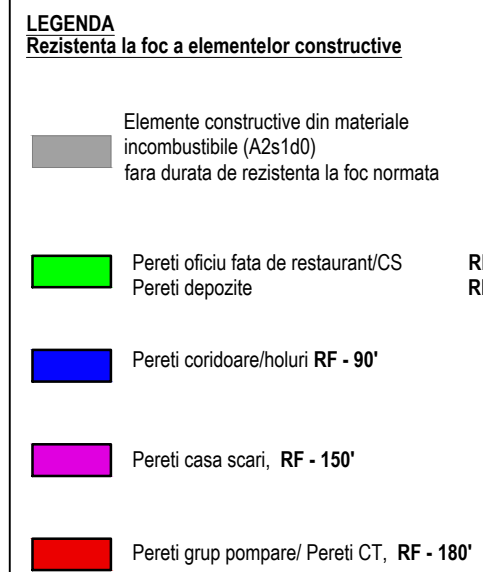 LEGENDA
Rezistenta la foc a elementelor constructive
Elemente constructive din materiale
incombustibile (A2s1d0)
fara durata de rezistenta la foc normata
Pereti oficiu fata de restaurant/CS
Pereti depozite
Pereti coridoare/holuri RF - 90'
Pereti casa scari, RF - 150'
Pereti grup pompare/ Pereti CT, RF - 180'